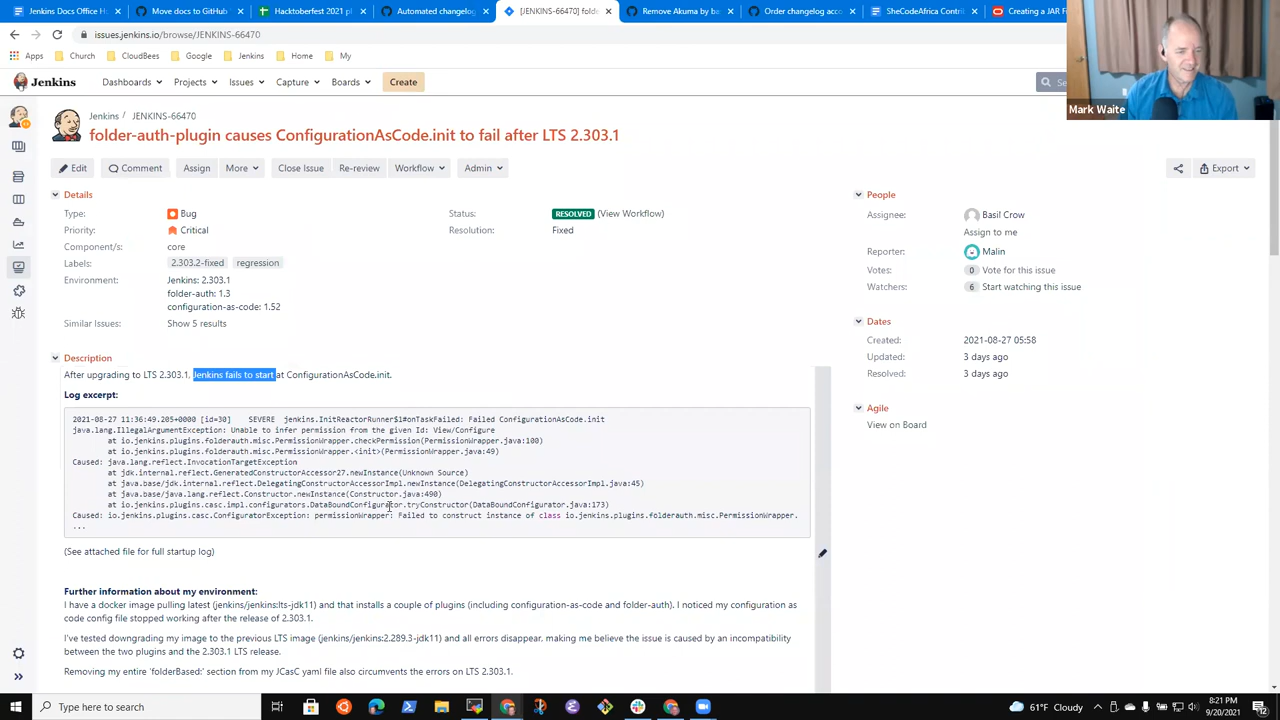 Jenkins Docs Office H
Move docs to GitHub
Hacktoberfest 2021 pl
Automated changelog
[JENKINS-66470] folder
Remove Akuma by bas
Order changelog acco
SheCodeAfrica Contri
Creating a JAR F
issues.jenkins.io/browse/JENKINS-66470
Apps Church CloudBees Google Jenkins Home My
Jenkins Dashboards Projects Issues Capture Boards Create
Mark Waite
Jenkins / JENKINS-66470
folder-auth-plugin causes ConfigurationAsCode.init to fail after LTS 2.303.1
Edit Comment Assign More Close Issue Re-review Workflow Admin Export
Details
Type: Bug
Status: RESOLVED (View Workflow)
Priority: Critical
Resolution: Fixed
Component/s: core
Labels: 2.303.2-fixed regression
Environment: Jenkins: 2.303.1
folder-auth: 1.3
configuration-as-code: 1.52
Similar Issues: Show 5 results
People
Assignee: Basil Crow
Assign to me
Reporter: Malin
Votes: 0 Vote for this issue
Watchers: 6 Start watching this issue
Dates
Created: 2021-08-27 05:58
Updated: 3 days ago
Resolved: 3 days ago
Agile
View on Board
Description
After upgrading to LTS 2.303.1, Jenkins fails to start at ConfigurationAsCode.init.
Log excerpt:
2021-08-27 11:36:49.205+0000 [id=30] SEVERE jenkins.InitReactorRunner$1#onTaskFailed: Failed ConfigurationAsCode.init
java.lang.IllegalArgumentException: Unable to infer permission from the given Id: View/Configure
at io.jenkins.plugins.folderauth.misc.PermissionWrapper.checkPermission(PermissionWrapper.java:100)
at io.jenkins.plugins.folderauth.misc.PermissionWrapper.<init>(PermissionWrapper.java:49)
Caused: java.lang.reflect.InvocationTargetException
at jdk.internal.reflect.GeneratedConstructorAccessor27.newInstance(Unknown Source)
at java.base/jdk.internal.reflect.DelegatingConstructorAccessorImpl.newInstance(DelegatingConstructorAccessorImpl.java:45)
at java.base/java.lang.reflect.Constructor.newInstance(Constructor.java:490)
at io.jenkins.plugins.casc.impl.configurators.DataBoundConfigurator.tryConstructor(DataBoundConfigurator.java:173)
Caused: io.jenkins.plugins.casc.ConfiguratorException: permissionWrapper: Failed to construct instance of class io.jenkins.plugins.folderauth.misc.PermissionWrapper.
...
(See attached file for full startup log)
Further information about my environment:
I have a docker image pulling latest (jenkins/jenkins:lts-jdk11) and that installs a couple of plugins (including configuration-as-code and folder-auth). I noticed my configuration as
code config file stopped working after the release of 2.303.1.
I've tested downgrading my image to the previous LTS image (jenkins/jenkins:2.289.3-jdk11) and all errors disappear, making me believe the issue is caused by an incompatibility
between the two plugins and the 2.303.1 LTS release.
Removing my entire 'folderBased:' section from my JCasC yaml file also circumvents the errors on LTS 2.303.1.
Type here to search
61°F Cloudy
8:21 PM
9/20/2021
12